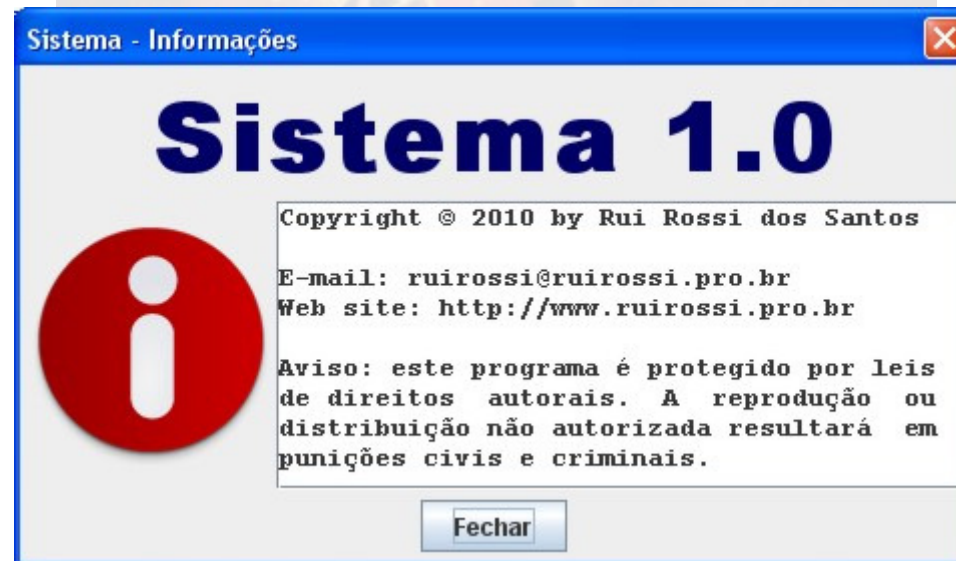 Sistema - Informações
Sistema 1.0
Copyright © 2010 by Rui Rossi dos Santos
E-mail: ruirossi@ruirossi.pro.br
Web site: http://www.ruirossi.pro.br
Aviso: este programa é protegido por leis
de direitos autorais. A reprodução ou
distribuição não autorizada resultará em
punições civis e criminais.
Fechar